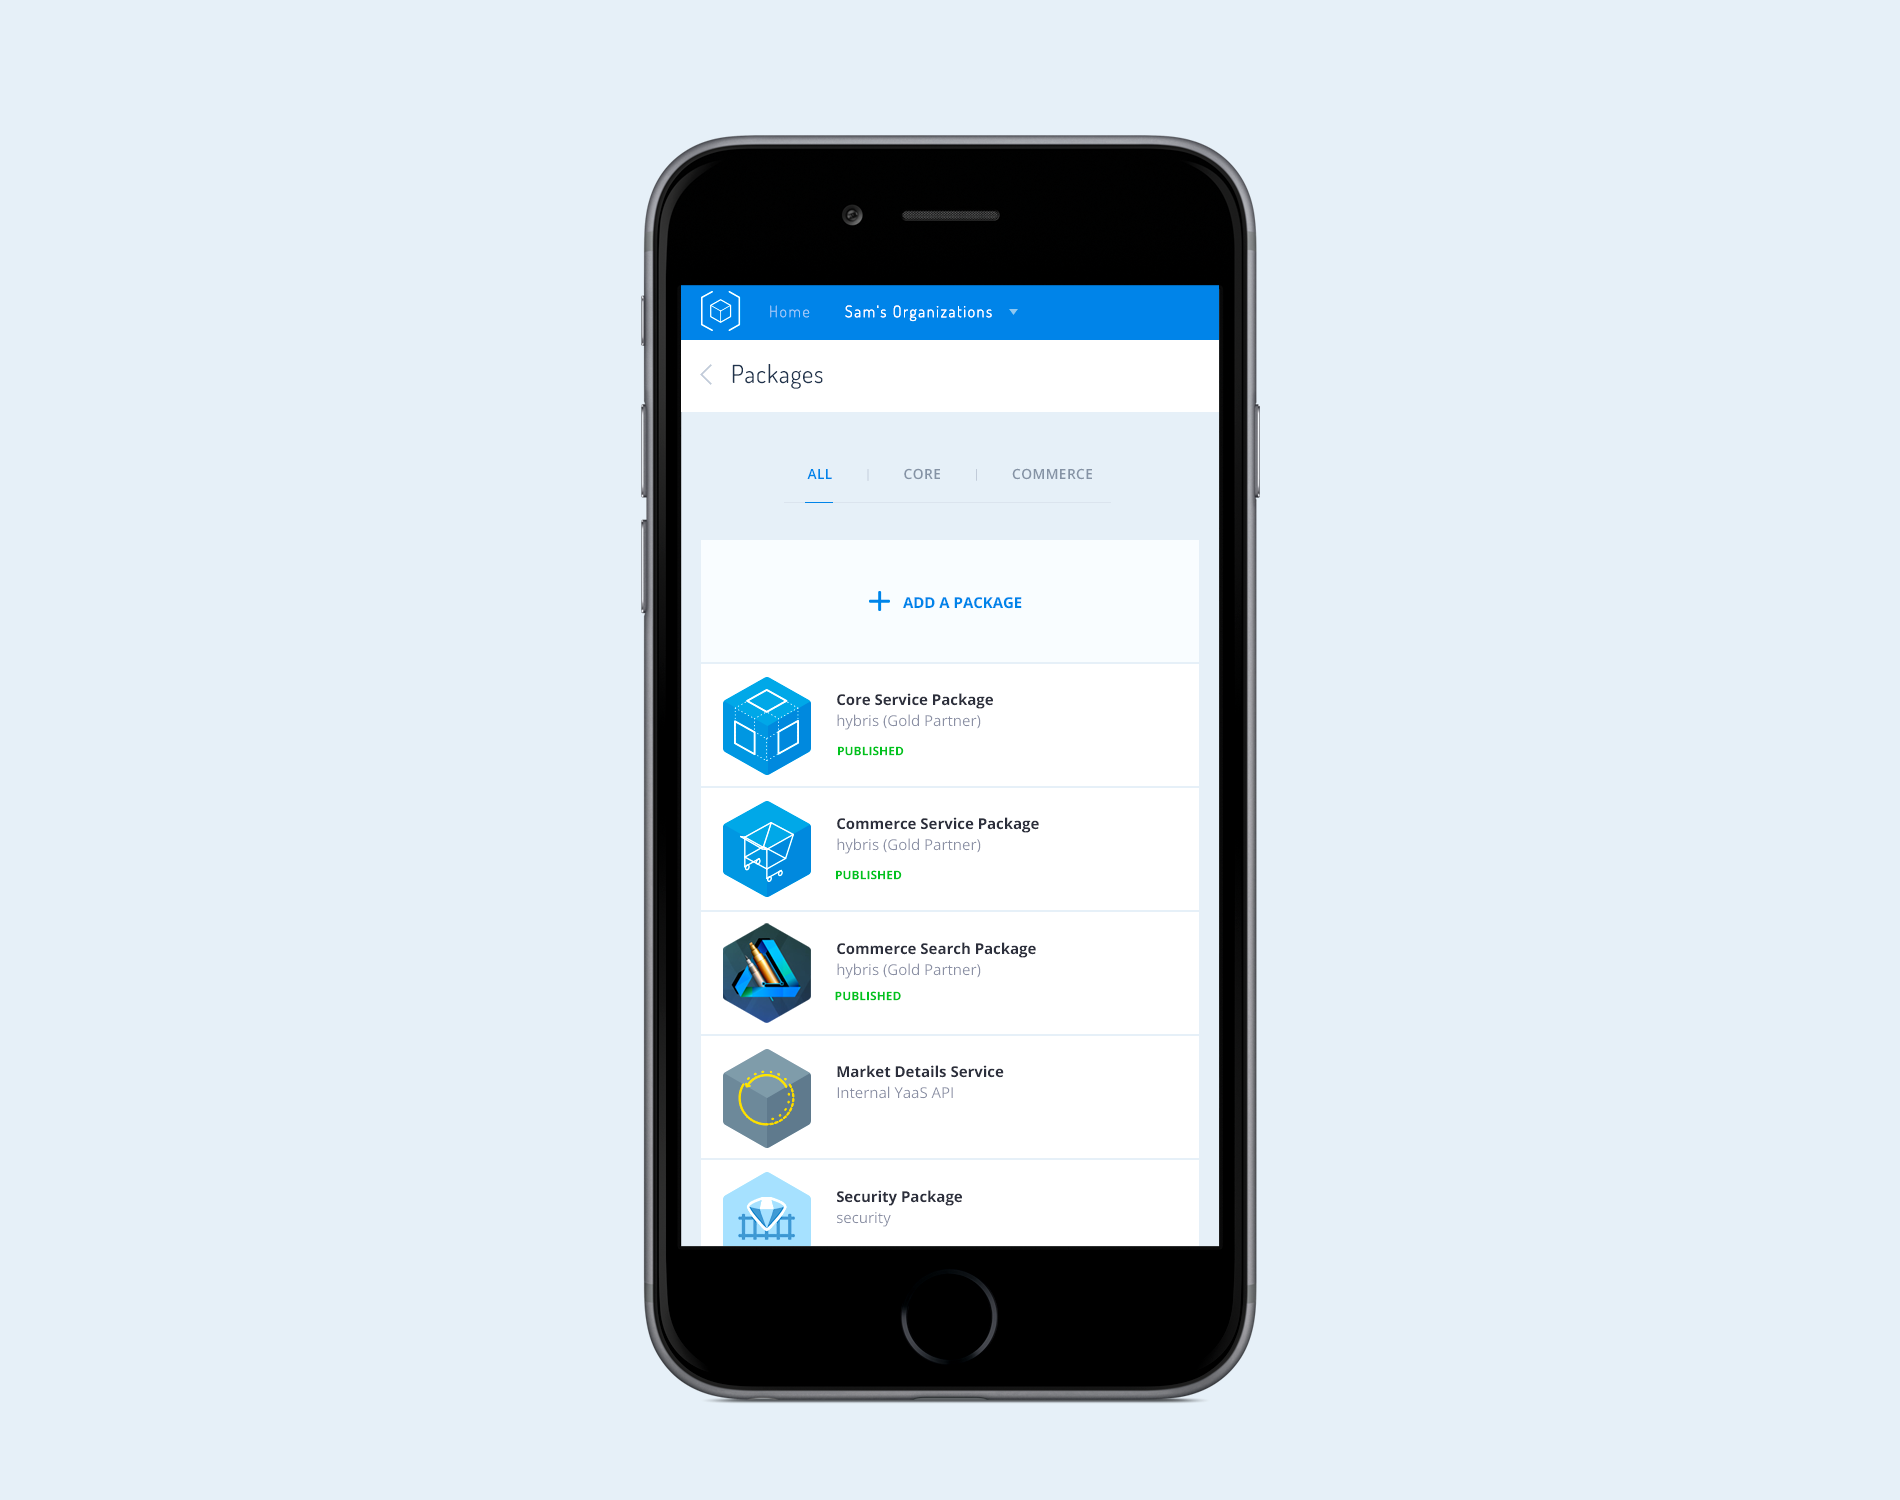 Home Sam's Organizations
Packages
ALL CORE COMMERCE
ADD A PACKAGE
Core Service Package
hybris (Gold Partner)
PUBLISHED
Commerce Service Package
hybris (Gold Partner)
PUBLISHED
Commerce Search Package
hybris (Gold Partner)
PUBLISHED
Market Details Service
Internal YaaS API
Security Package
security